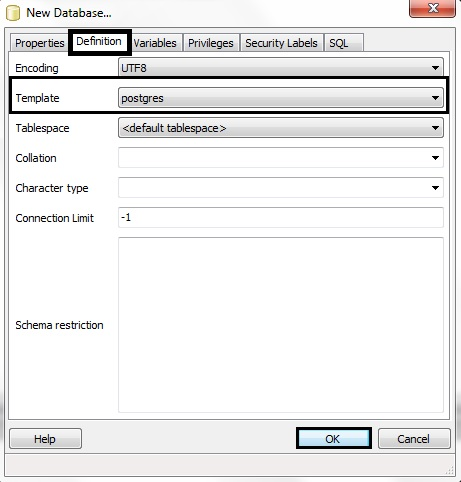 New Database...
Properties Definition Variables Privileges Security Labels SQL
Encoding UTF8
Template postgres
Tablespace <default tablespace>
Collation
Character type
Connection Limit -1
Schema restriction
Help OK Cancel